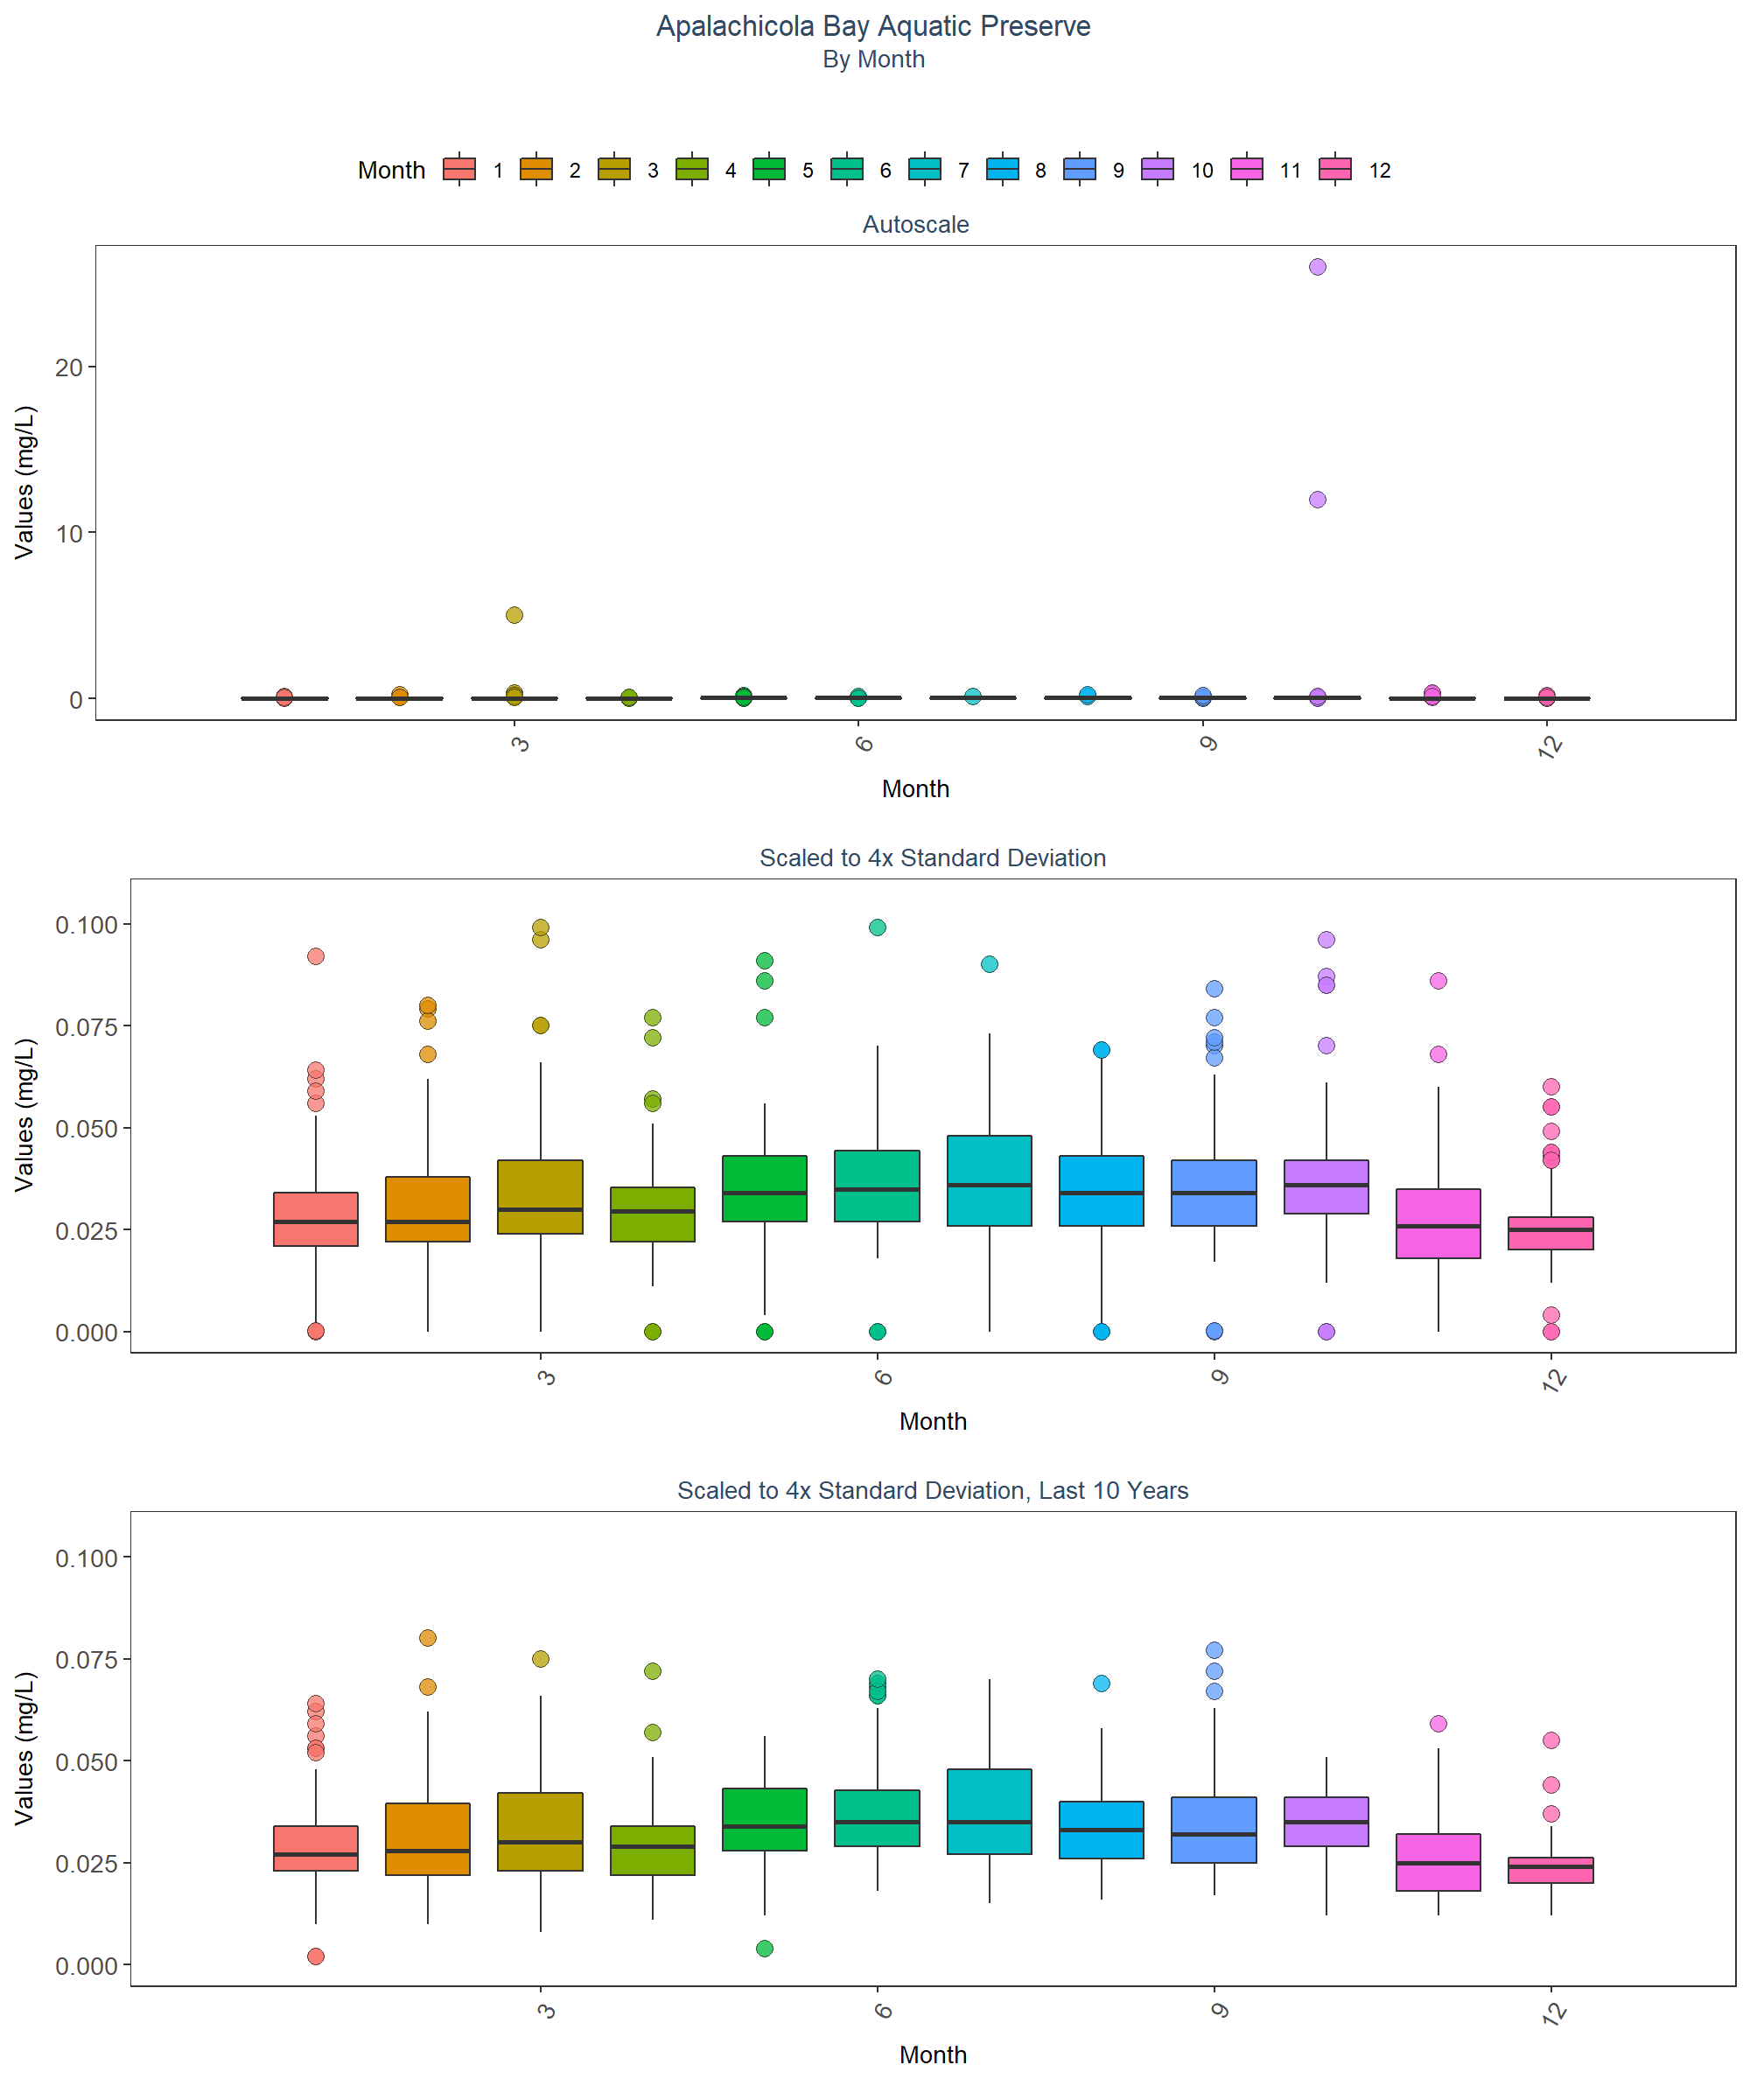 Apalachicola Bay Aquatic Preserve
By Month
Month 1 2 3 4 5 6 7 8 9 10 11 12
Autoscale
Values (mg/L)
20
10
0
3 6 9 12
Month
Scaled to 4x Standard Deviation
Values (mg/L)
0.100
0.075
0.050
0.025
0.000
3 6 9 12
Month
Scaled to 4x Standard Deviation, Last 10 Years
Values (mg/L)
0.100
0.075
0.050
0.025
0.000
3 6 9 12
Month